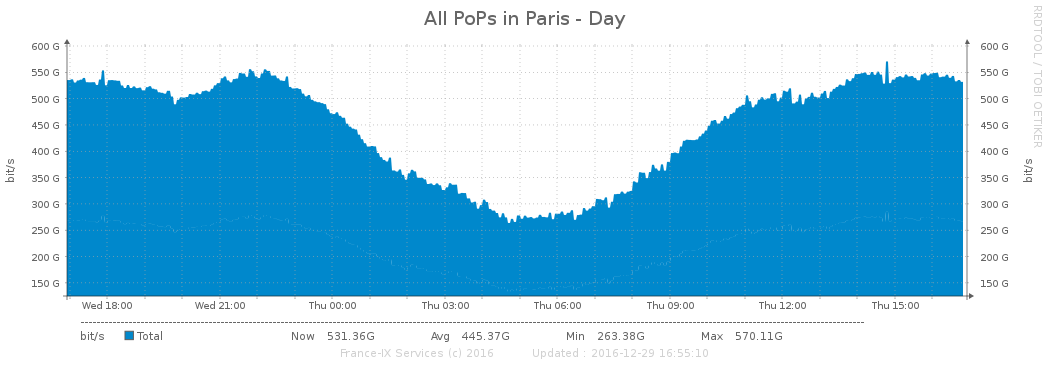 All PoPs in Paris - Day
RRDTOOL / TOBI OETIKER
600 G 600 G
550 G 550 G
500 G 500 G
450 G 450 G
400 G 400 G
350 G 350 G
300 G 300 G
250 G 250 G
200 G 200 G
150 G 150 G
bit/s bit/s
Wed 18:00 Wed 21:00 Thu 00:00 Thu 03:00 Thu 06:00 Thu 09:00 Thu 12:00 Thu 15:00
bit/s Total Now 531.36G Avg 445.37G Min 263.38G Max 570.11G
France-IX Services (c) 2016 Updated : 2016-12-29 16:55:10